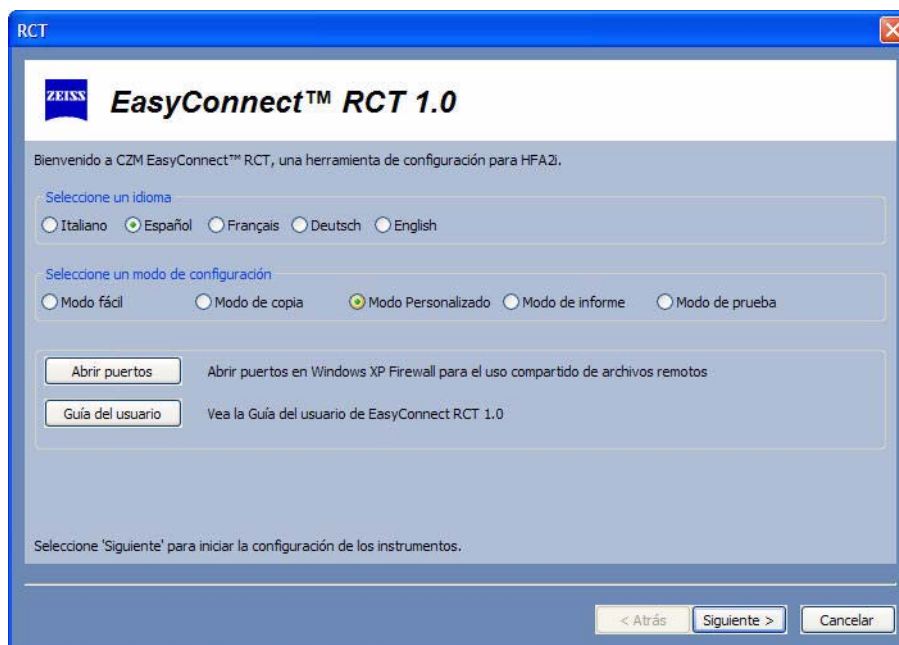 RCT
ZEISS
EasyConnect™ RCT 1.0
Bienvenido a CZM EasyConnect™ RCT, una herramienta de configuración para HFA2i.
Seleccione un idioma
Italiano Español Français Deutsch English
Seleccione un modo de configuración
Modo fácil Modo de copia Modo Personalizado Modo de informe Modo de prueba
Abrir puertos Abrir puertos en Windows XP Firewall para el uso compartido de archivos remotos
Guía del usuario Vea la Guía del usuario de EasyConnect RCT 1.0
Seleccione 'Siguiente' para iniciar la configuración de los instrumentos.
< Atrás Siguiente > Cancelar